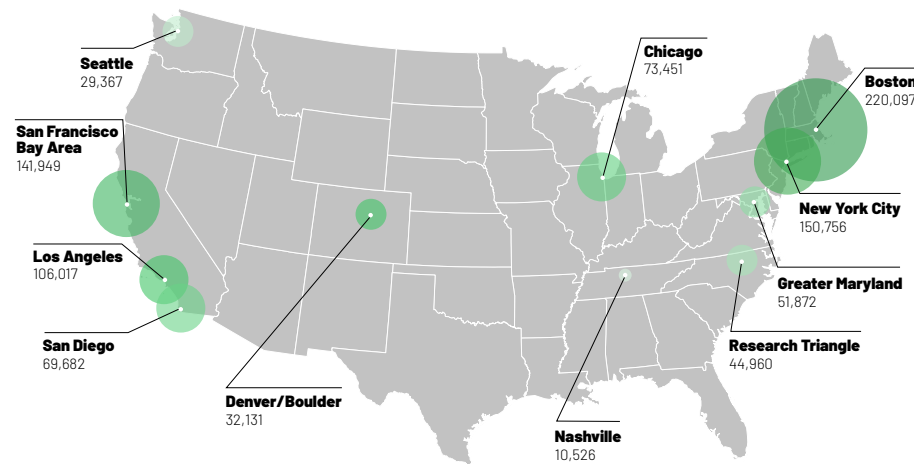 Seattle
29,367
San Francisco
Bay Area
141,949
Los Angeles
106,017
San Diego
69,682
Denver/Boulder
32,131
Chicago
73,451
Nashville
10,526
Boston
220,097
New York City
150,756
Greater Maryland
51,872
Research Triangle
44,960